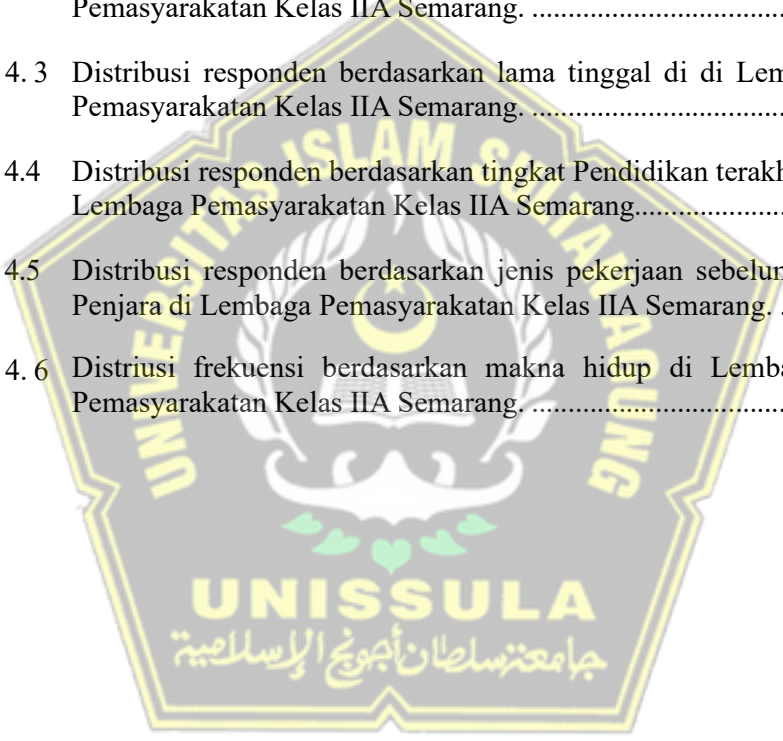 Pemasyarakatan Kelas IIA Semarang. ....................................
4. 3 Distribusi responden berdasarkan lama tinggal di di Lem
Pemasyarakatan Kelas IIA Semarang. ....................................
4.4 Distribusi responden berdasarkan tingkat Pendidikan terakh
Lembaga Pemasyarakatan Kelas IIA Semarang.....................
4.5 Distribusi responden berdasarkan jenis pekerjaan sebelum
Penjara di Lembaga Pemasyarakatan Kelas IIA Semarang. .
4. 6 Distriusi frekuensi berdasarkan makna hidup di Lemba
Pemasyarakatan Kelas IIA Semarang. ....................................
UNIVERSITAS ISLAM SULTAN AGUNG
UNISSULA
جامعتسلطان أجونج الإسلامية